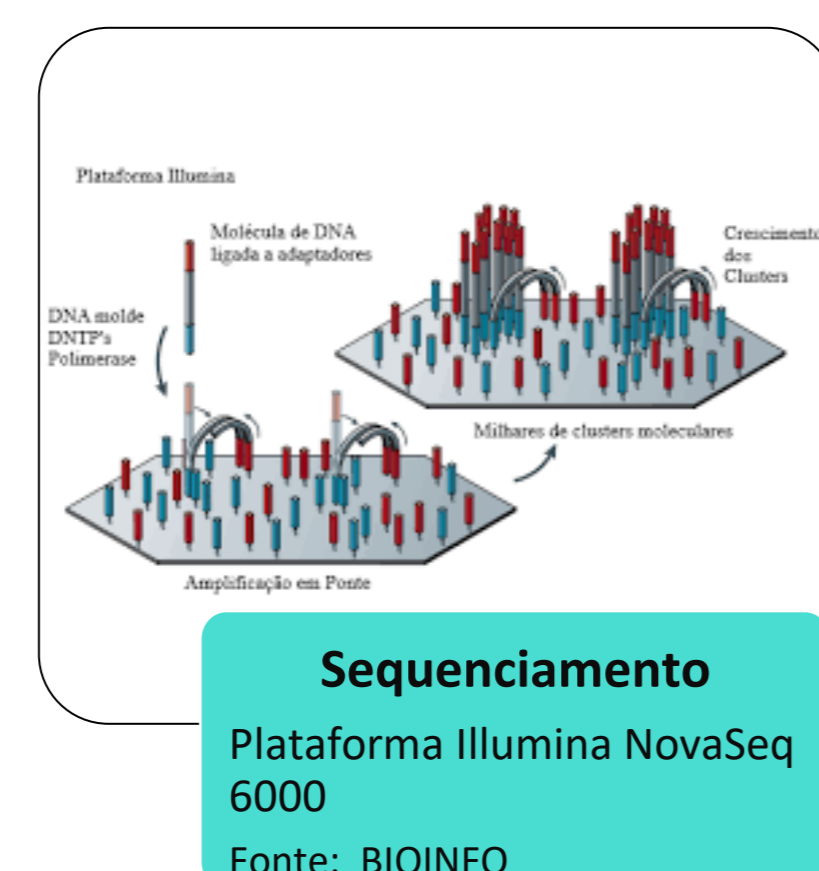 Plataforma Illumina
Molécula de DNA
ligada a adaptadores
DNA molde
DNTP's
Polimerase
Crescimento
dos
Clusters
Milhares de clusters moleculares
Amplificação em Ponte
Sequenciamento
Plataforma Illumina NovaSeq
6000
Fonte: BIOINFO